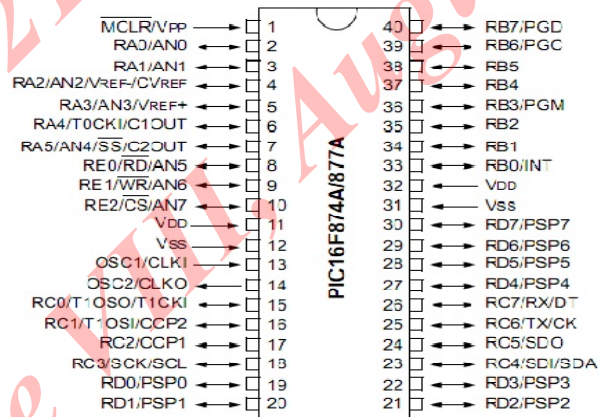 MCLR/VPP 1
RA0/AN0 2
RA1/AN1 3
RA2/AN2/VREF-/CVREF 4
RA3/AN3/VREF+ 5
RA4/T0CKI/C1OUT 6
RA5/AN4/SS/C2OUT 7
RE0/RD/AN5 8
RE1/WR/AN6 9
RE2/CS/AN7 10
VDD 11
VSS 12
OSC1/CLKI 13
OSC2/CLKO 14
RC0/T1OSO/T1CKI 15
RC1/T1OSI/CCP2 16
RC2/CCP1 17
RC3/SCK/SCL 18
RD0/PSP0 19
RD1/PSP1 20
PIC16F874A/877A
40 RB7/PGD
39 RB6/PGC
38 RB5
37 RB4
36 RB3/PGM
35 RB2
34 RB1
33 RB0/INT
32 VDD
31 VSS
30 RD7/PSP7
29 RD6/PSP6
28 RD5/PSP5
27 RD4/PSP4
26 RC7/RX/DT
25 RC6/TX/CK
24 RC5/SDO
23 RC4/SDI/SDA
22 RD3/PSP3
21 RD2/PSP2
VIII,